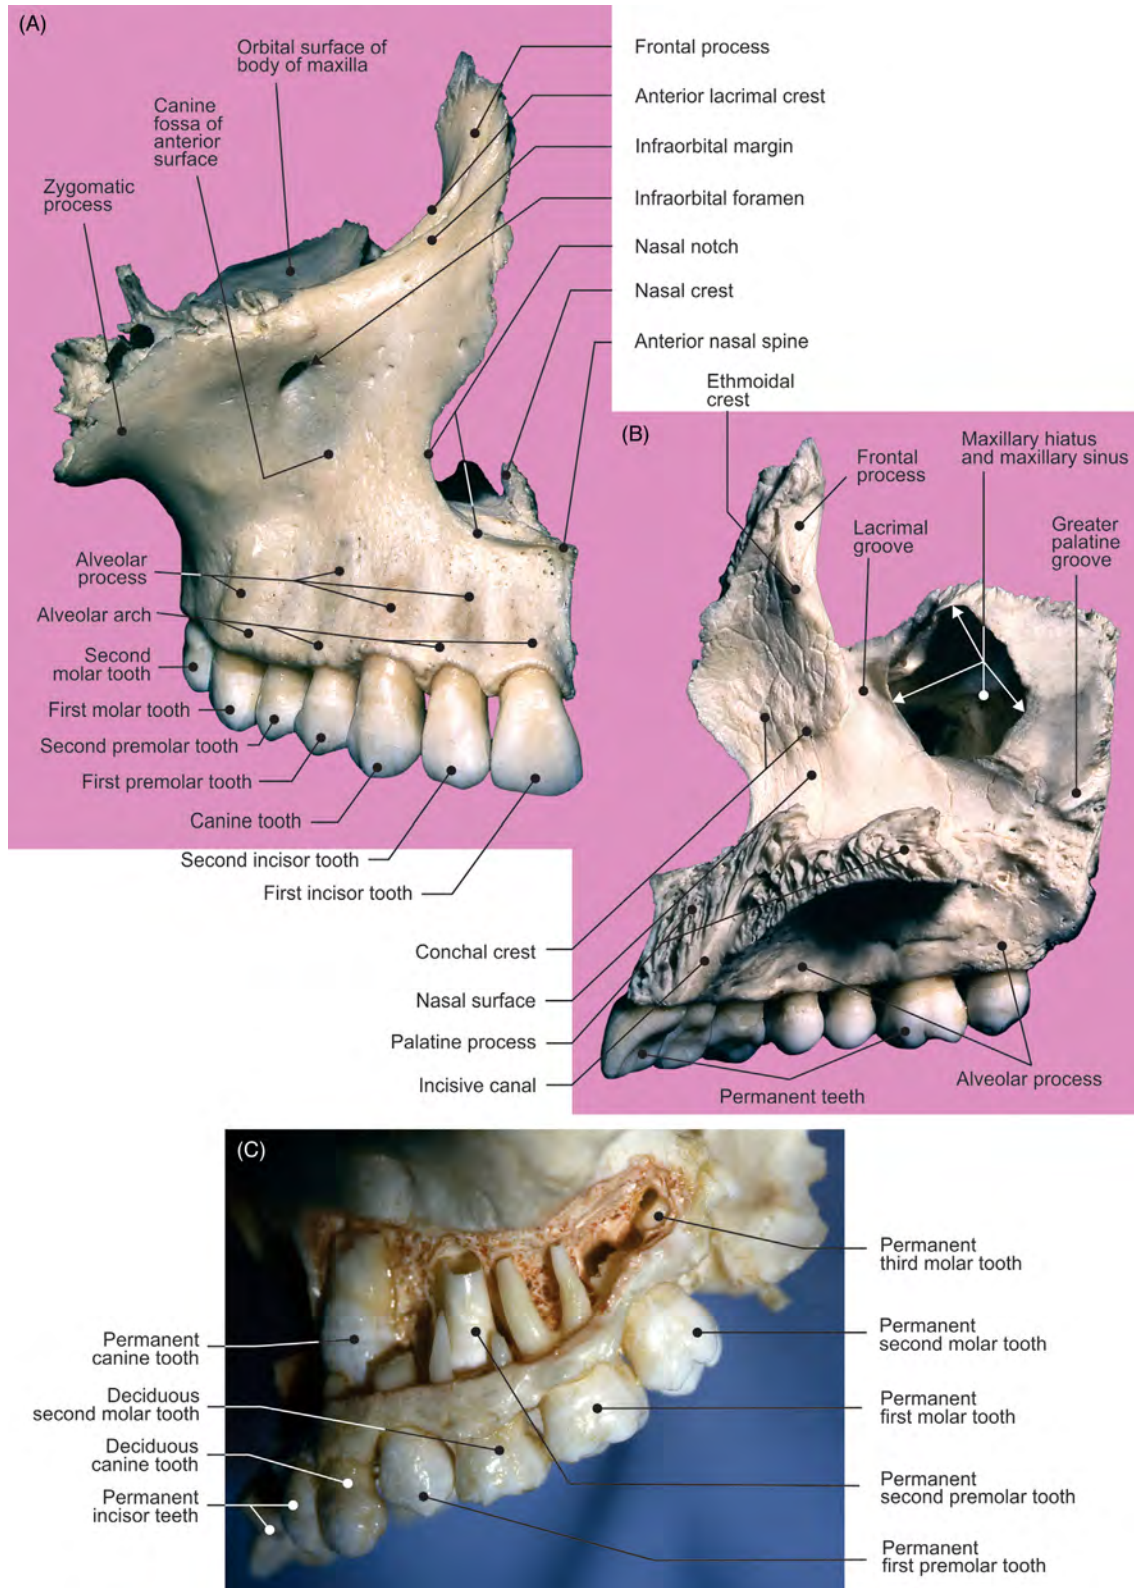 (A)
Orbital surface of
body of maxilla
Canine
fossa of
anterior
surface
Zygomatic
process
Frontal process
Anterior lacrimal crest
Infraorbital margin
Infraorbital foramen
Nasal notch
Nasal crest
Anterior nasal spine
Alveolar
process
Alveolar arch
Second
molar tooth
First molar tooth
Second premolar tooth
First premolar tooth
Canine tooth
Second incisor tooth
First incisor tooth
Ethmoidal
crest
(B)
Frontal
process
Maxillary hiatus
and maxillary sinus
Lacrimal
groove
Greater
palatine
groove
Conchal crest
Nasal surface
Palatine process
Incisive canal
Permanent teeth
Alveolar process
(C)
Permanent
canine tooth
Deciduous
second molar tooth
Deciduous
canine tooth
Permanent
incisor teeth
Permanent
third molar tooth
Permanent
second molar tooth
Permanent
first molar tooth
Permanent
second premolar tooth
Permanent
first premolar tooth